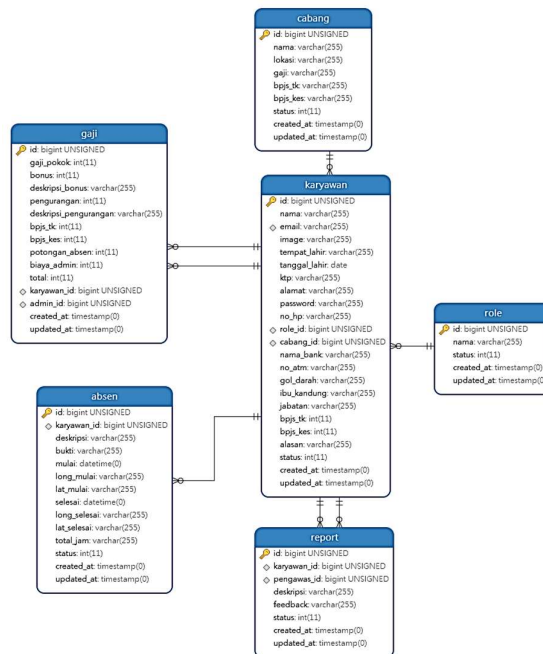 cabang
id: bigint UNSIGNED
nama: varchar(255)
lokasi: varchar(255)
gaji: varchar(255)
bpjs_tk: varchar(255)
bpjs_kes: varchar(255)
status: int(11)
created_at: timestamp(0)
updated_at: timestamp(0)
gaji
id: bigint UNSIGNED
gaji_pokok: int(11)
bonus: int(11)
deskripsi_bonus: varchar(255)
pengurangan: int(11)
deskripsi_pengurangan: varchar(255)
bpjs_tk: int(11)
bpjs_kes: int(11)
potongan_absen: int(11)
biaya_admin: int(11)
total: int(11)
karyawan_id: bigint UNSIGNED
admin_id: bigint UNSIGNED
created_at: timestamp(0)
updated_at: timestamp(0)
karyawan
id: bigint UNSIGNED
nama: varchar(255)
email: varchar(255)
image: varchar(255)
tempat_lahir: varchar(255)
tanggal_lahir: date
ktp: varchar(255)
alamat: varchar(255)
password: varchar(255)
no_hp: varchar(255)
role_id: bigint UNSIGNED
cabang_id: bigint UNSIGNED
nama_bank: varchar(255)
no_atm: varchar(255)
gol_darah: varchar(255)
ibu_kandung: varchar(255)
jabatan: varchar(255)
bpjs_tk: int(11)
bpjs_kes: int(11)
alasan: varchar(255)
status: int(11)
created_at: timestamp(0)
updated_at: timestamp(0)
role
id: bigint UNSIGNED
nama: varchar(255)
status: int(11)
created_at: timestamp(0)
updated_at: timestamp(0)
absen
id: bigint UNSIGNED
karyawan_id: bigint UNSIGNED
deskripsi: varchar(255)
bukti: varchar(255)
mulai: datetime(0)
long_mulai: varchar(255)
lat_mulai: varchar(255)
selesai: datetime(0)
long_selesai: varchar(255)
lat_selesai: varchar(255)
total_jam: varchar(255)
status: int(11)
created_at: timestamp(0)
updated_at: timestamp(0)
report
id: bigint UNSIGNED
karyawan_id: bigint UNSIGNED
pengawas_id: bigint UNSIGNED
deskripsi: varchar(255)
feedback: varchar(255)
status: int(11)
created_at: timestamp(0)
updated_at: timestamp(0)